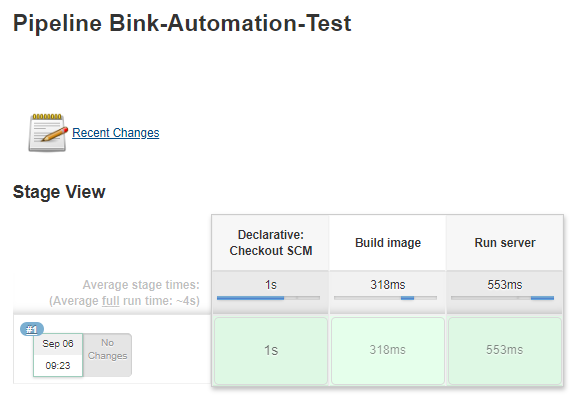 Pipeline Bink-Automation-Test
Recent Changes
Stage View
Declarative:
Checkout SCM
Build image
Run server
Average stage times:
(Average full run time: ~4s)
1s
318ms
553ms
#1
Sep 06
09:23
No
Changes
1s
318ms
553ms